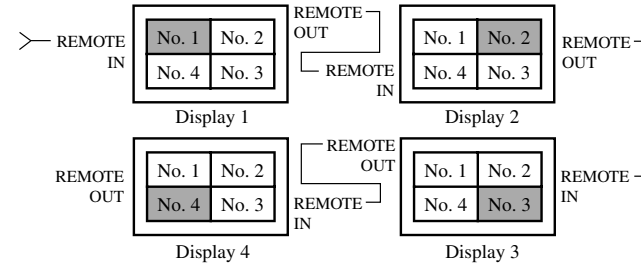 REMOTE
IN
No. 1 No. 2
No. 4 No. 3
Display 1
REMOTE
OUT
REMOTE
IN
No. 1 No. 2
No. 4 No. 3
Display 2
REMOTE
OUT
REMOTE
OUT
No. 1 No. 2
No. 4 No. 3
Display 4
REMOTE
OUT
REMOTE
IN
No. 1 No. 2
No. 4 No. 3
Display 3
REMOTE
IN